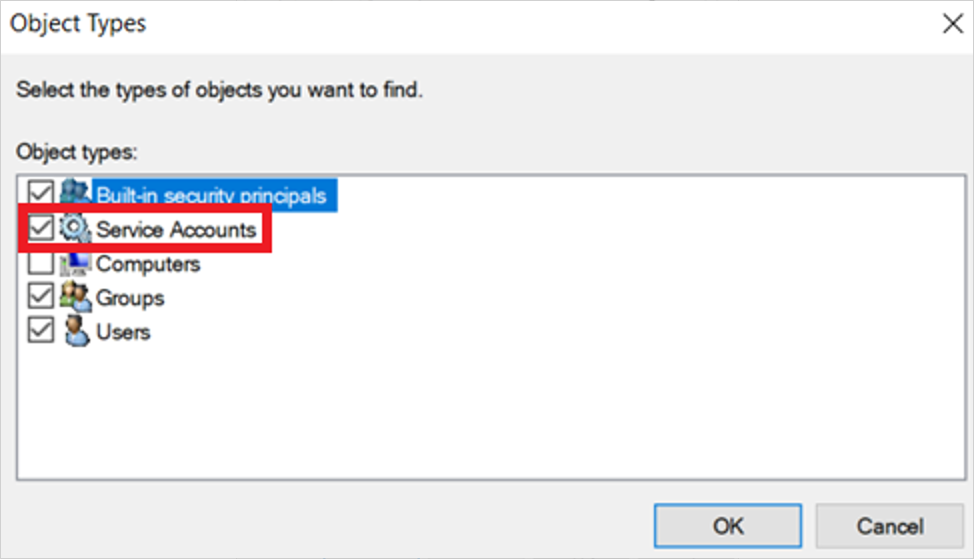 Object Types
Select the types of objects you want to find.
Object types:
Built-in security principals
Service Accounts
Computers
Groups
Users
OK
Cancel